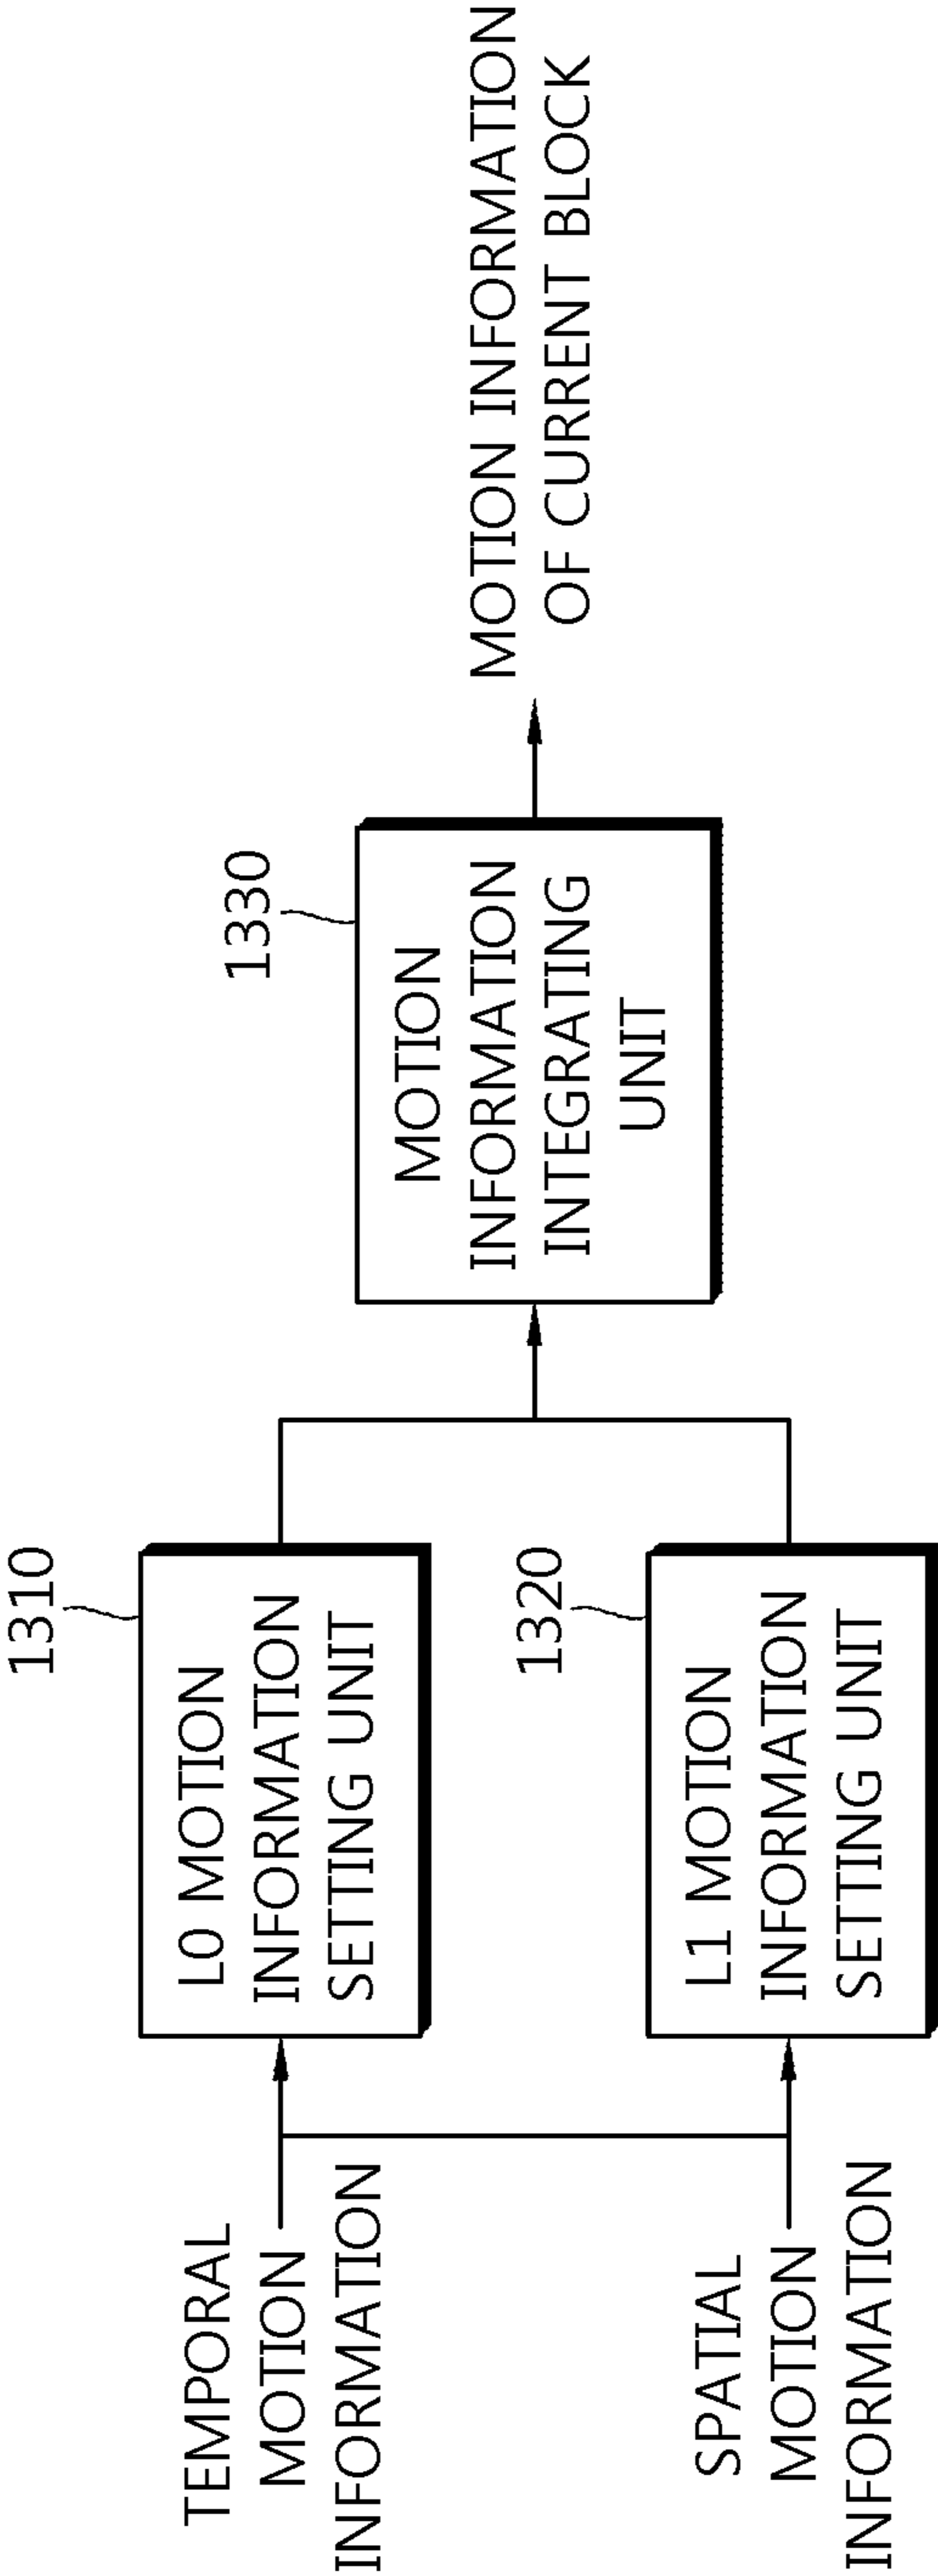 TEMPORAL
MOTION
INFORMATION
SPATIAL
MOTION
INFORMATION
1310
L0 MOTION
INFORMATION
SETTING UNIT
1320
L1 MOTION
INFORMATION
SETTING UNIT
1330
MOTION
INFORMATION
INTEGRATING
UNIT
MOTION INFORMATION
OF CURRENT BLOCK